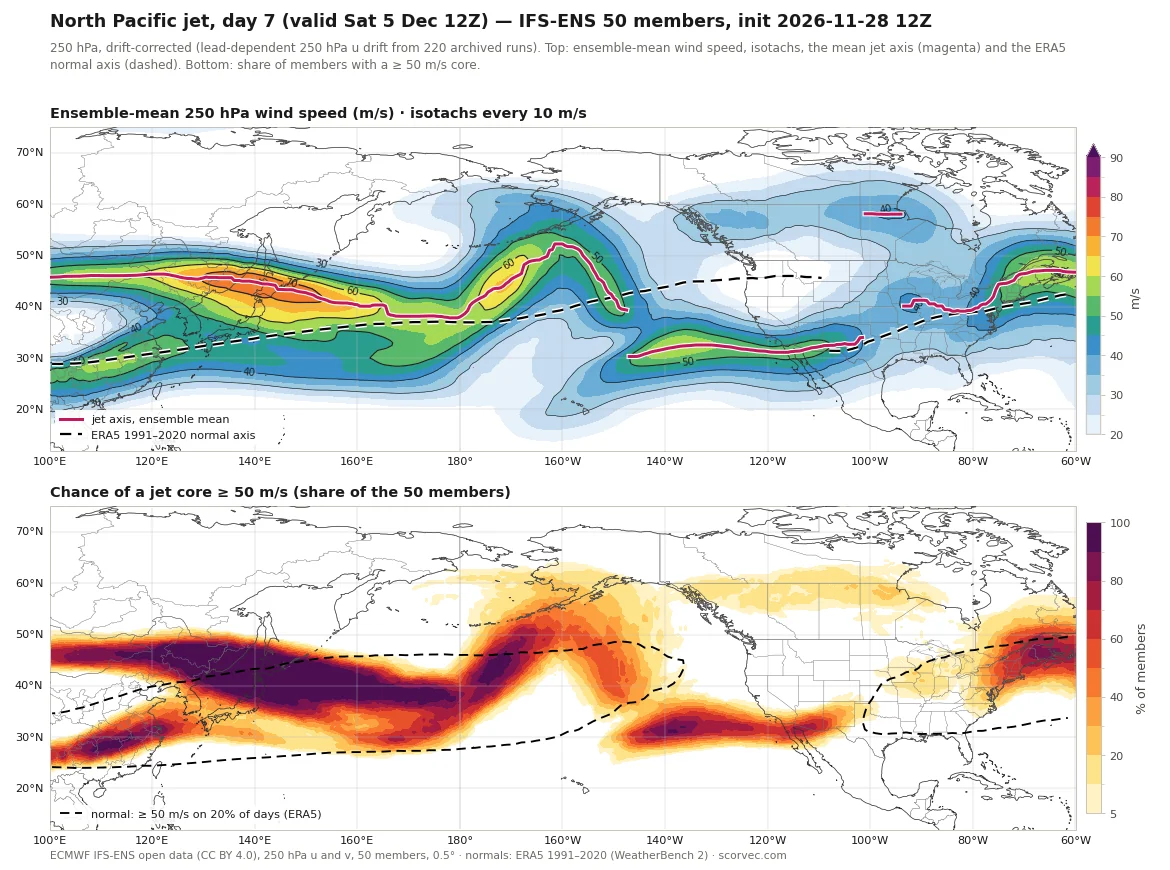 North Pacific jet, day 7 (valid Sat 5 Dec 12Z) — IFS-ENS 50 members, init 2026-11-28 12Z
250 hPa, drift-corrected (lead-dependent 250 hPa u drift from 220 archived runs). Top: ensemble-mean wind speed, isotachs, the mean jet axis (magenta) and the ERA5
normal axis (dashed). Bottom: share of members with a ≥ 50 m/s core.
Ensemble-mean 250 hPa wind speed (m/s) · isotachs every 10 m/s
70°N
60°N
50°N
40°N
30°N
20°N
30
40
30
70
60
40
30
60
50
50
40
40
50
jet axis, ensemble mean
ERA5 1991–2020 normal axis
100°E 120°E 140°E 160°E 180° 160°W 140°W 120°W 100°W 80°W 60°W
90
80
70
60
50
40
30
20
m/s
Chance of a jet core ≥ 50 m/s (share of the 50 members)
70°N
60°N
50°N
40°N
30°N
20°N
normal: ≥ 50 m/s on 20% of days (ERA5)
100°E 120°E 140°E 160°E 180° 160°W 140°W 120°W 100°W 80°W 60°W
100
80
60
40
20
5
% of members
ECMWF IFS-ENS open data (CC BY 4.0), 250 hPa u and v, 50 members, 0.5° · normals: ERA5 1991–2020 (WeatherBench 2) · scorvec.com